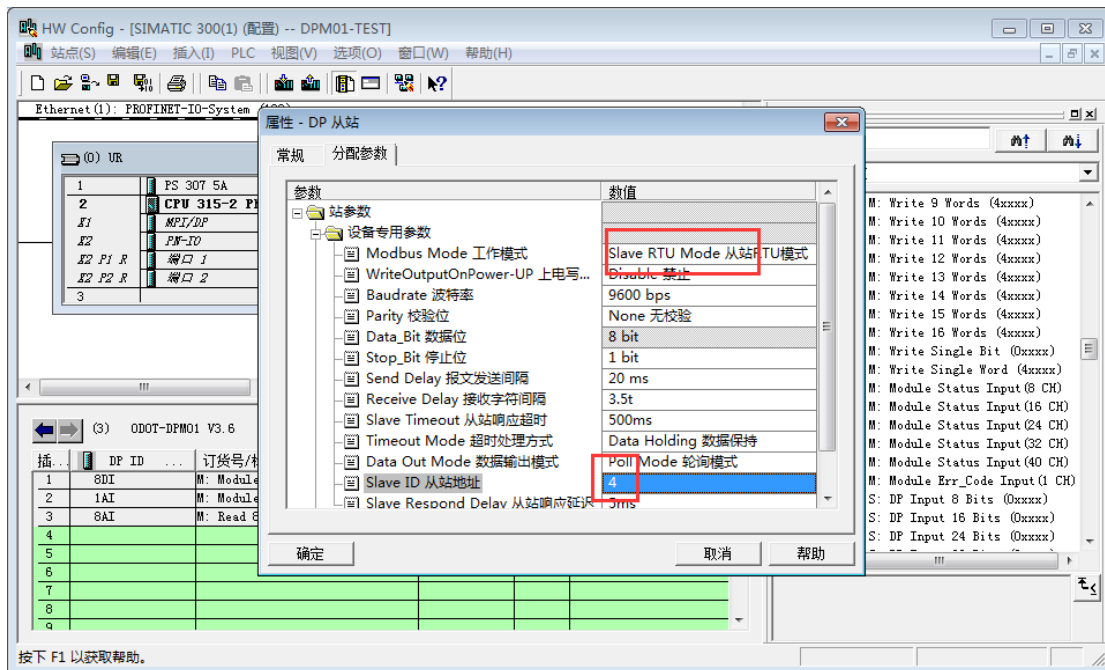 HW Config - [SIMATIC 300(1) (配置) -- DPM01-TEST]
站点(S) 编辑(E) 插入(I) PLC 视图(V) 选项(O) 窗口(W) 帮助(H)
Ethernet(1): PROFINET-IO-System
(0) UR
1 PS 307 5A
2 CPU 315-2 P
X1 MPI/DP
X2 PN-IO
X2 P1 R 端口 1
X2 P2 R 端口 2
3
属性 - DP 从站
常规 分配参数
参数 数值
站参数
设备专用参数
Modbus Mode 工作模式 Slave RTU Mode 从站RTU模式
WriteOutputOnPower-UP 上电写... Disable 禁止
Baudrate 波特率 9600 bps
Parity 校验位 None 无校验
Data_Bit 数据位 8 bit
Stop_Bit 停止位 1 bit
Send Delay 报文发送间隔 20 ms
Receive Delay 接收字符间隔 3.5t
Slave Timeout 从站响应超时 500ms
Timeout Mode 超时处理方式 Data Holding 数据保持
Data Out Mode 数据输出模式 Poll Mode 轮询模式
Slave ID 从站地址 4
Slave Respond Delay 从站响应延迟 5ms
确定 取消 帮助
M: Write 9 Words (4xxxx)
M: Write 10 Words (4xxxx)
M: Write 11 Words (4xxxx)
M: Write 12 Words (4xxxx)
M: Write 13 Words (4xxxx)
M: Write 14 Words (4xxxx)
M: Write 15 Words (4xxxx)
M: Write 16 Words (4xxxx)
M: Write Single Bit (0xxxx)
M: Write Single Word (4xxxx)
M: Module Status Input(8 CH)
M: Module Status Input(16 CH)
M: Module Status Input(24 CH)
M: Module Status Input(32 CH)
M: Module Status Input(40 CH)
M: Module Err_Code Input(1 CH)
S: DP Input 8 Bits (0xxxx)
S: DP Input 16 Bits (0xxxx)
S: DP Input 24 Bits (0xxxx)
(3) ODOT-DPM01 V3.6
插... DP ID ... 订货号/
1 8DI M: Module
2 1AI M: Module
3 8AI M: Read 8
4
5
6
7
8
9
按下 F1 以获取帮助。